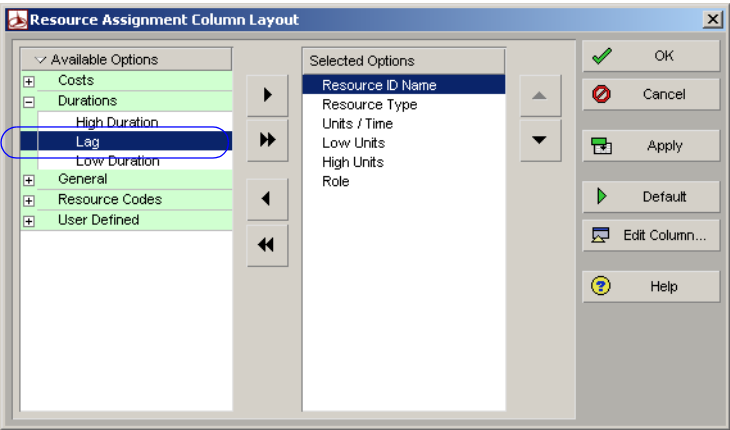 Resource Assignment Column Layout
Available Options
Costs
Durations
High Duration
Lag
Low Duration
General
Resource Codes
User Defined
Selected Options
Resource ID Name
Resource Type
Units / Time
Low Units
High Units
Role
OK
Cancel
Apply
Default
Edit Column...
Help